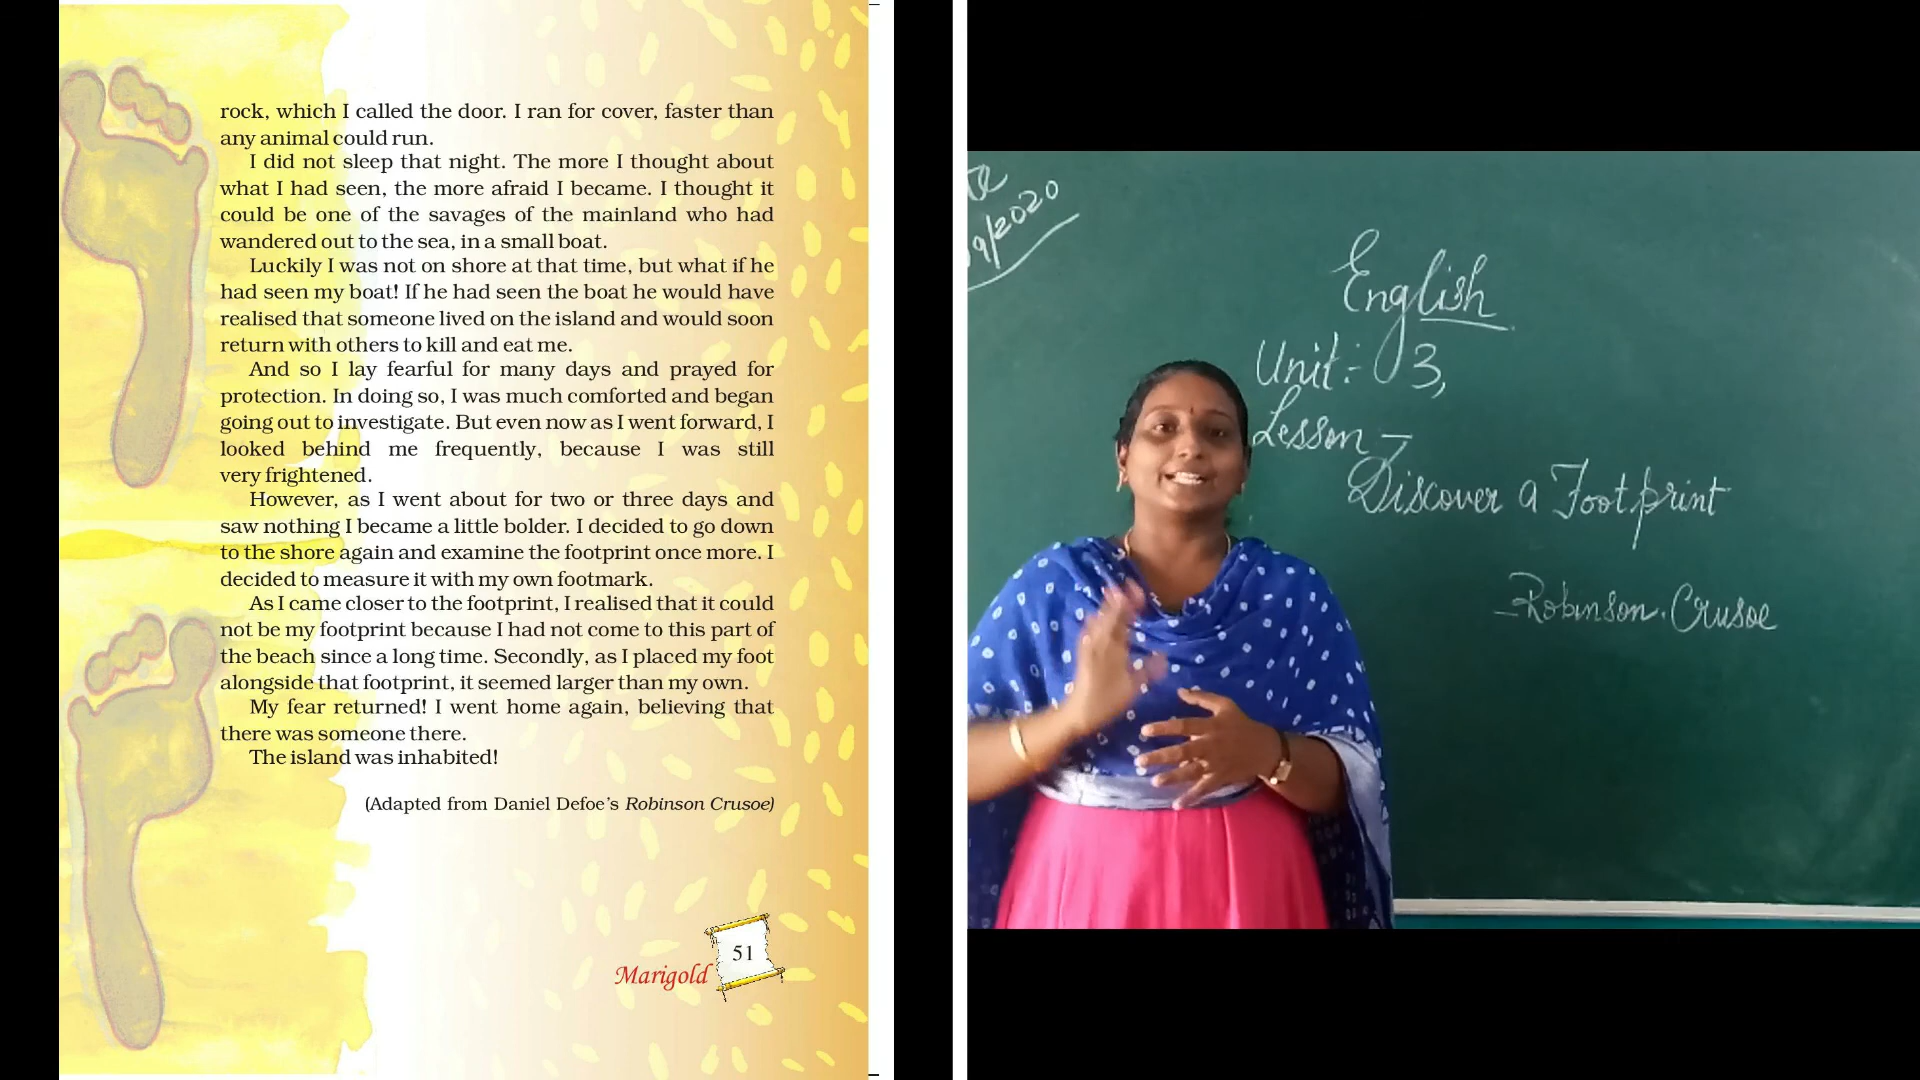 rock, which I called the door. I ran for cover, faster than
any animal could run.
I did not sleep that night. The more I thought about
what I had seen, the more afraid I became. I thought it
could be one of the savages of the mainland who had
wandered out to the sea, in a small boat.
Luckily I was not on shore at that time, but what if he
had seen my boat! If he had seen the boat he would have
realised that someone lived on the island and would soon
return with others to kill and eat me.
And so I lay fearful for many days and prayed for
protection. In doing so, I was much comforted and began
going out to investigate. But even now as I went forward, I
looked behind me frequently, because I was still
very frightened.
However, as I went about for two or three days and
saw nothing I became a little bolder. I decided to go down
to the shore again and examine the footprint once more. I
decided to measure it with my own footmark.
As I came closer to the footprint, I realised that it could
not be my footprint because I had not come to this part of
the beach since a long time. Secondly, as I placed my foot
alongside that footprint, it seemed larger than my own.
My fear returned! I went home again, believing that
there was someone there.
The island was inhabited!
(Adapted from Daniel Defoe's Robinson Crusoe)
Marigold 51
9/2020
English
Unit:- 3,
Lesson -
Discover a Footprint
- Robinson. Crusoe